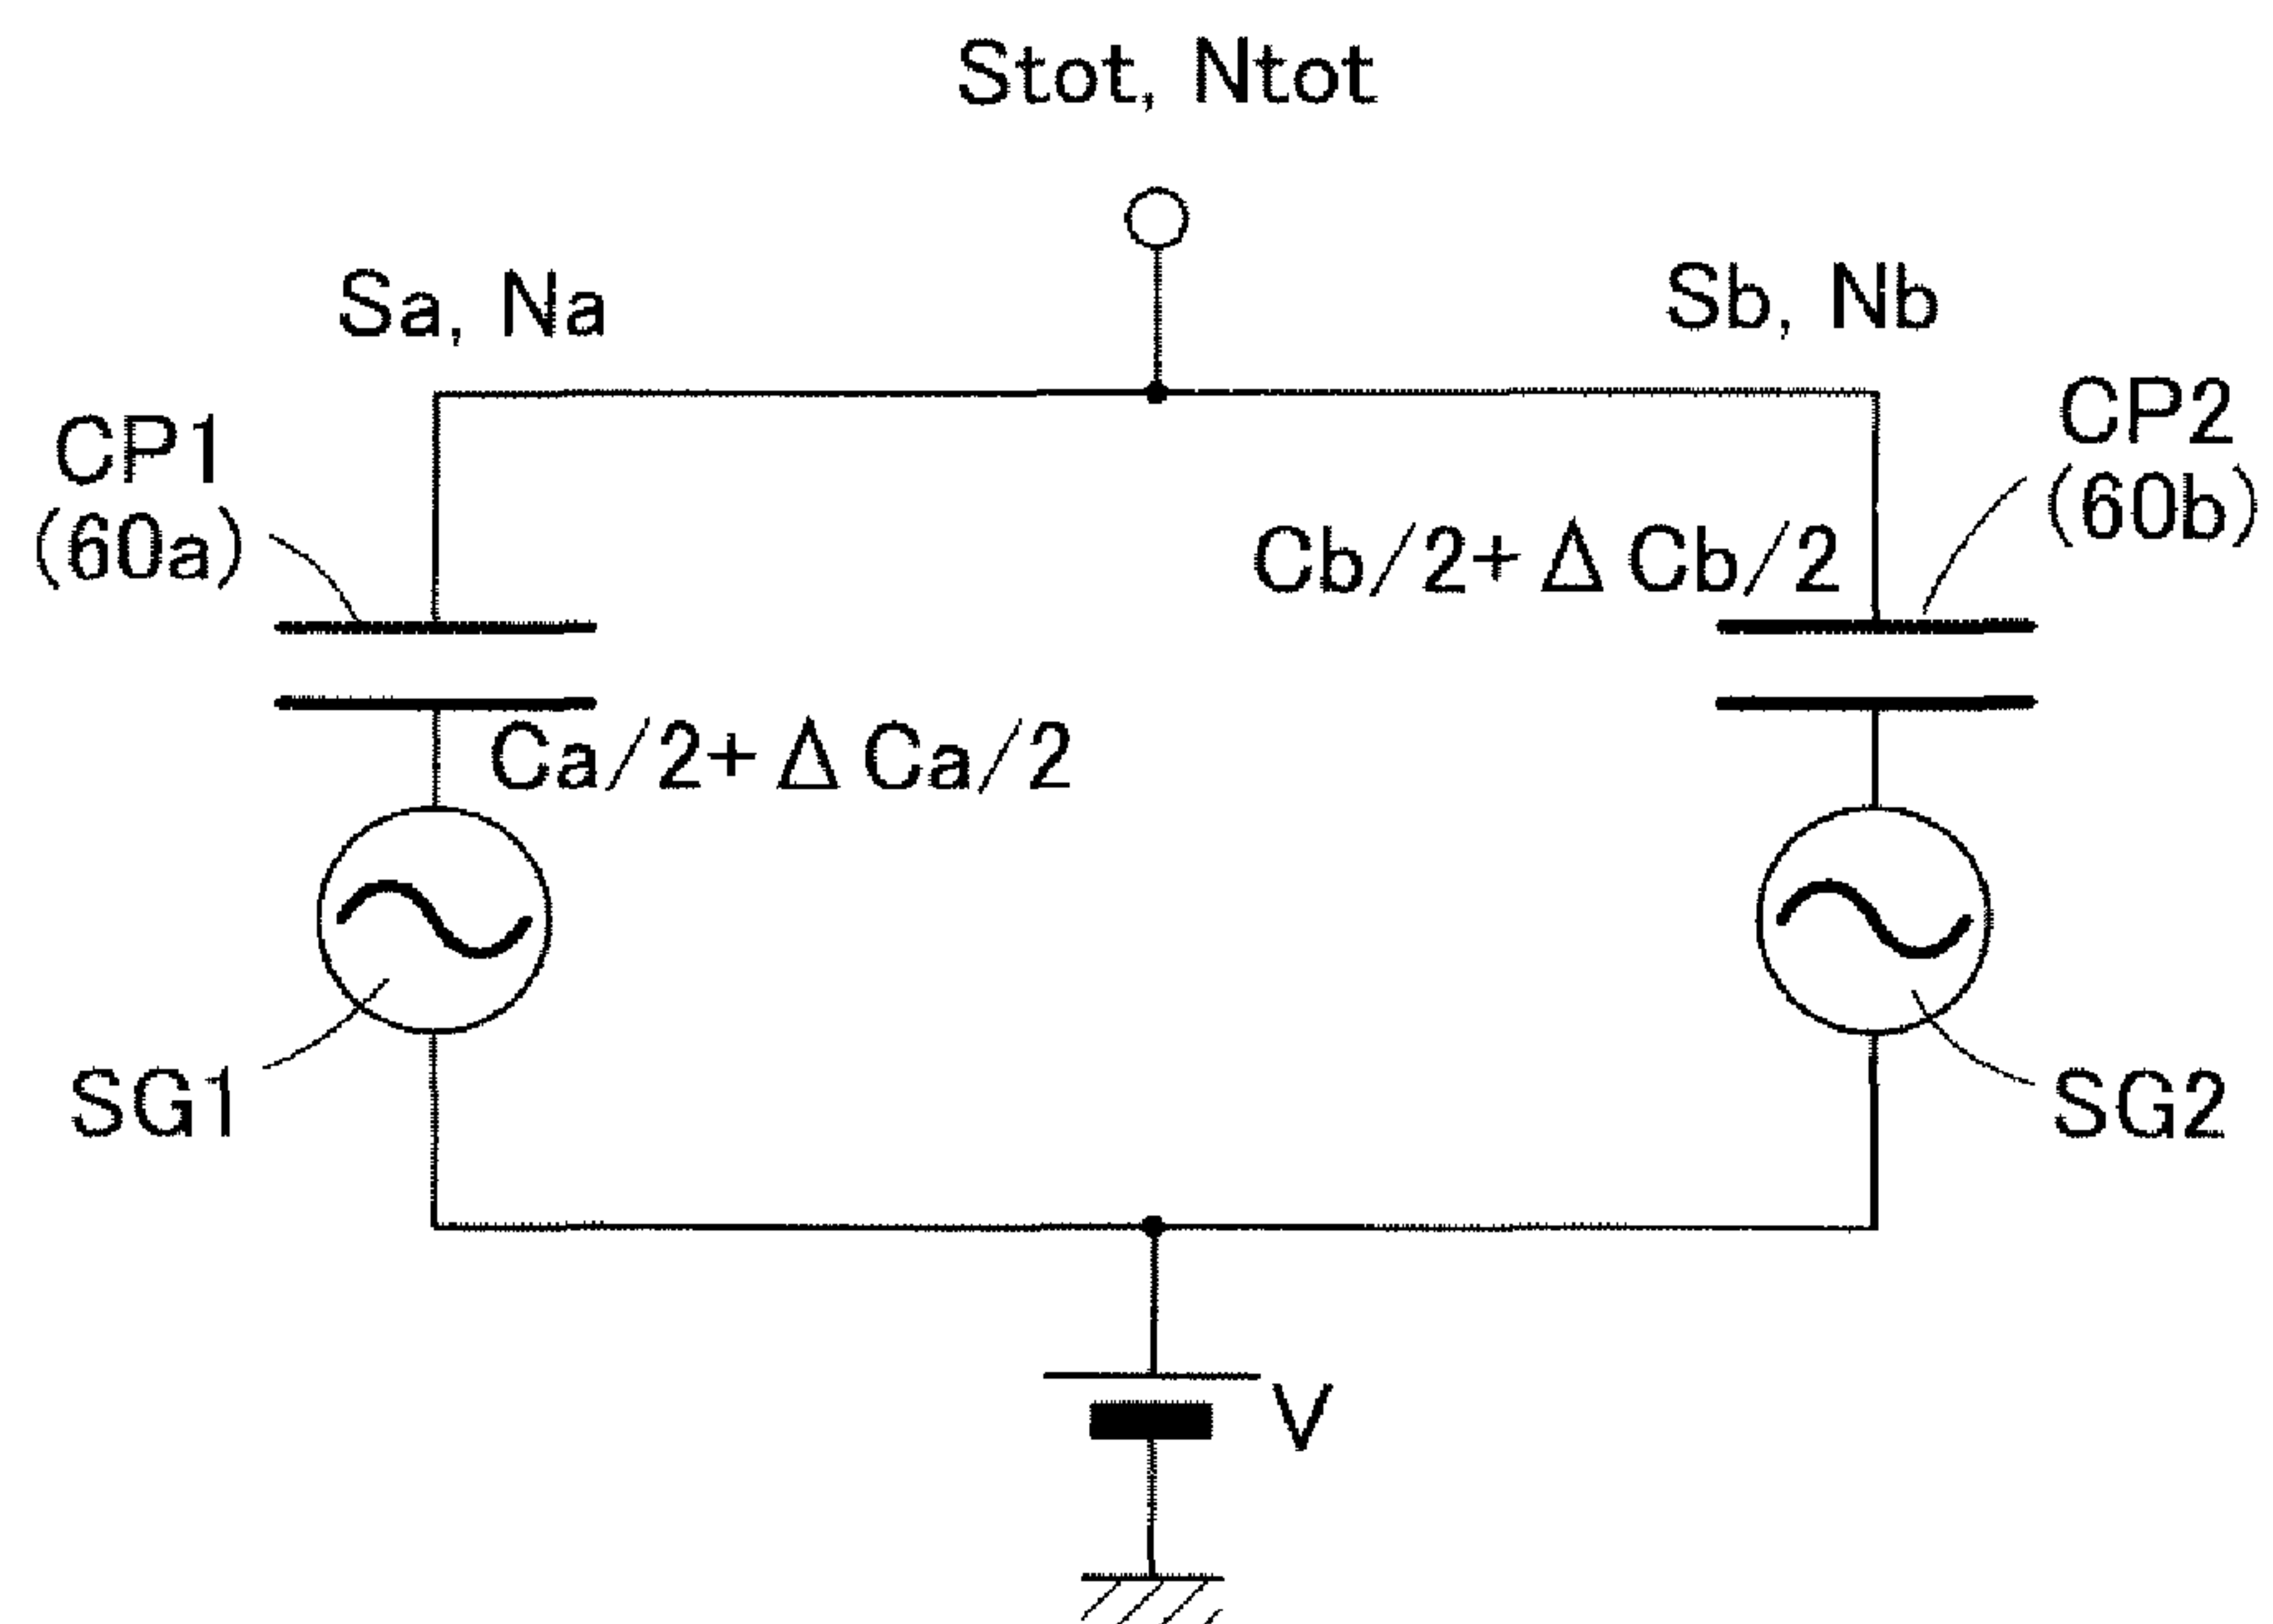 Stot, Ntot
Sa, Na
Sb, Nb
CP1
(60a)
CP2
(60b)
Cb/2+ΔCb/2
Ca/2+ΔCa/2
SG1
SG2
V